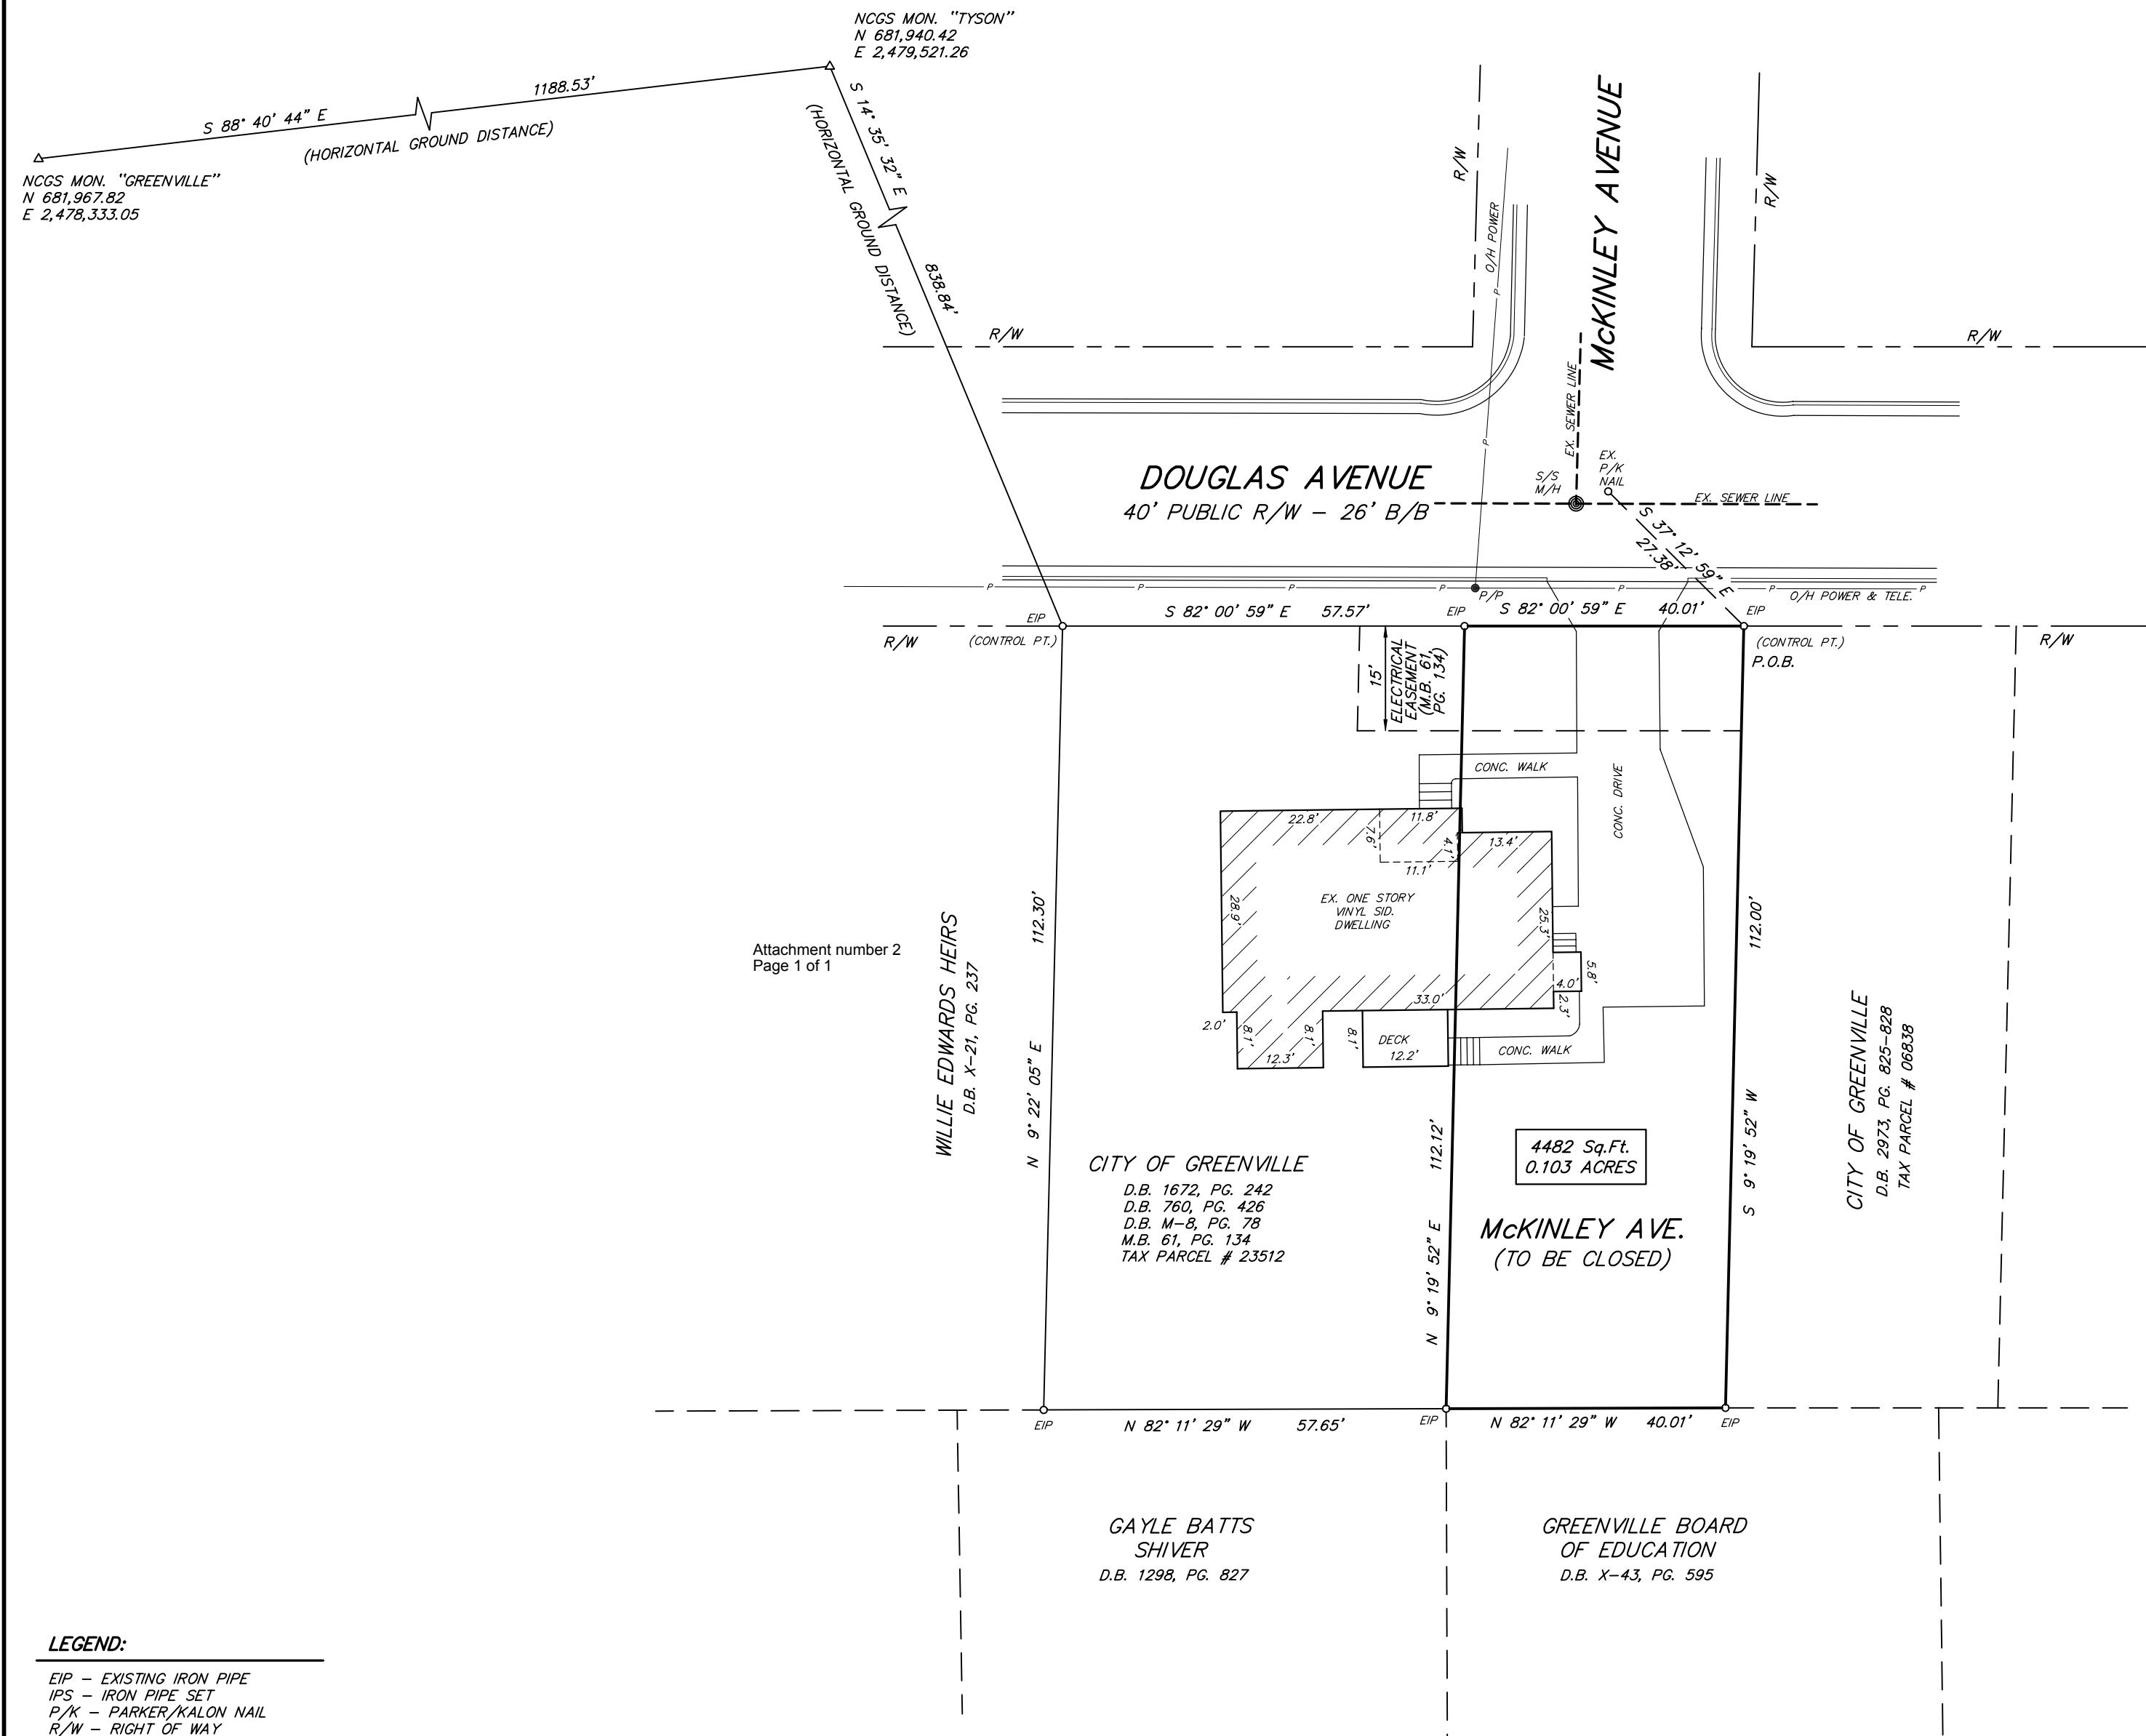 NCGS MON. "TYSON"
N 681,940.42
E 2,479,521.26
S 88° 40' 44" E
1188.53'
(HORIZONTAL GROUND DISTANCE)
NCGS MON. "GREENVILLE"
N 681,967.82
E 2,478,333.05
S 14° 35' 32" E
(HORIZONTAL GROUND DISTANCE)
838.84'
R/W
R/W
O/H POWER
P
P
McKINLEY AVENUE
R/W
R/W
EX. SEWER LINE
DOUGLAS AVENUE
40' PUBLIC R/W – 26' B/B
S/S
M/H
EX.
P/K
NAIL
EX. SEWER LINE
S 37° 12' 59" E
27.38'
P
P
P
P
P
P
P
P/P
O/H POWER & TELE.
EIP
S 82° 00' 59" E 57.57'
EIP
S 82° 00' 59" E 40.01'
EIP
R/W
(CONTROL PT.)
(CONTROL PT.)
P.O.B.
R/W
15'
ELECTRICAL
EASEMENT
(M.B. 61,
PG. 134)
CONC. WALK
CONC. DRIVE
22.8'
11.8'
7.6'
4.1'
13.4'
11.1'
EX. ONE STORY
VINYL SID.
DWELLING
28.9'
25.3'
5.8'
4.0'
2.3'
33.0'
2.0'
8.1'
8.1'
12.3'
8.1'
DECK
12.2'
CONC. WALK
Attachment number 2
Page 1 of 1
WILLIE EDWARDS HEIRS
D.B. X-21, PG. 237
N 9° 22' 05" E
112.30'
CITY OF GREENVILLE
D.B. 1672, PG. 242
D.B. 760, PG. 426
D.B. M-8, PG. 78
M.B. 61, PG. 134
TAX PARCEL # 23512
N 9° 19' 52" E
112.12'
4482 Sq.Ft.
0.103 ACRES
McKINLEY AVE.
(TO BE CLOSED)
S 9° 19' 52" W
112.00'
CITY OF GREENVILLE
D.B. 2973, PG. 825-828
TAX PARCEL # 06838
EIP
N 82° 11' 29" W 57.65'
EIP
N 82° 11' 29" W 40.01'
EIP
GAYLE BATTS
SHIVER
D.B. 1298, PG. 827
GREENVILLE BOARD
OF EDUCATION
D.B. X-43, PG. 595
LEGEND:
EIP – EXISTING IRON PIPE
IPS – IRON PIPE SET
P/K – PARKER/KALON NAIL
R/W – RIGHT OF WAY